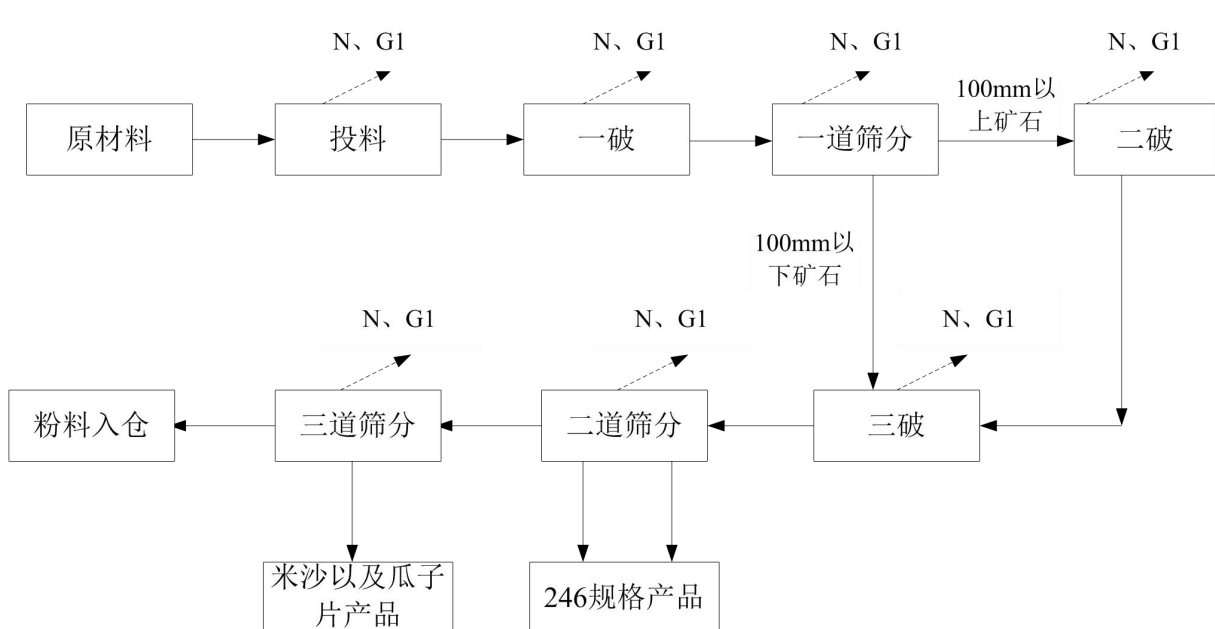 N、G1
N、G1
N、G1
N、G1
原材料
投料
一破
一道筛分
100mm以
上矿石
二破
100mm以
下矿石
N、G1
N、G1
N、G1
粉料入仓
三道筛分
二道筛分
三破
米沙以及瓜子
片产品
246规格产品